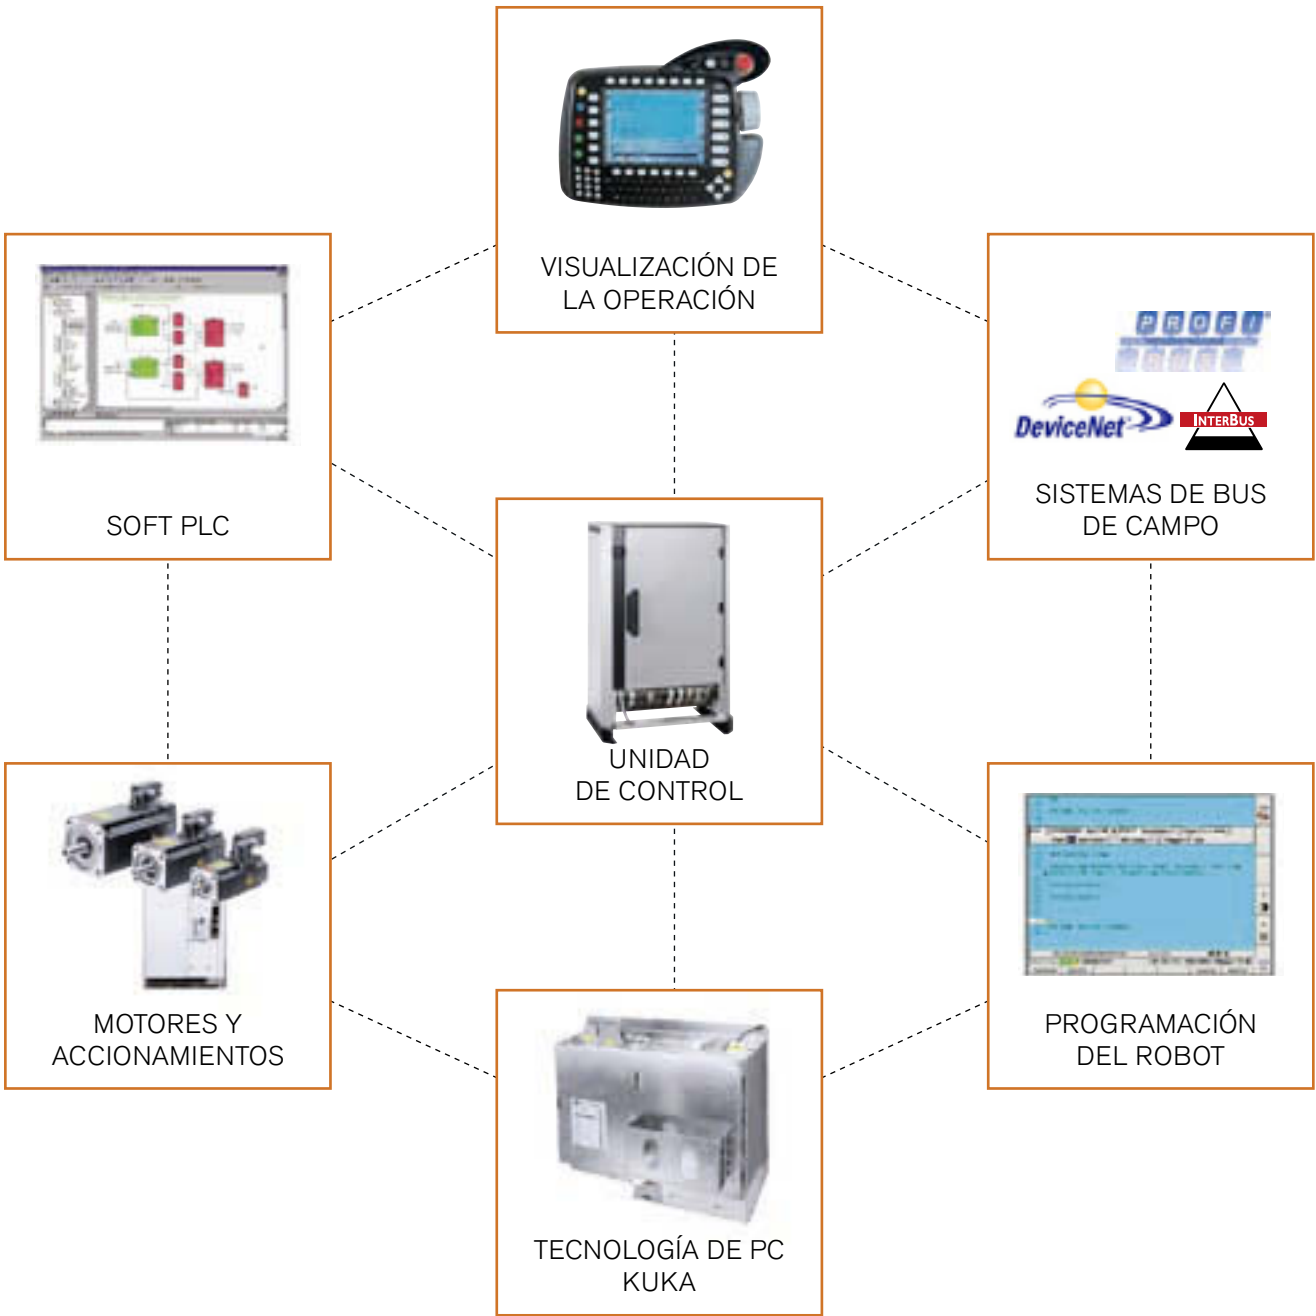 VISUALIZACIÓN DE
LA OPERACIÓN
SOFT PLC
PROFI
BUS
DeviceNet
INTERBUS
SISTEMAS DE BUS
DE CAMPO
UNIDAD
DE CONTROL
MOTORES Y
ACCIONAMIENTOS
PROGRAMACIÓN
DEL ROBOT
TECNOLOGÍA DE PC
KUKA